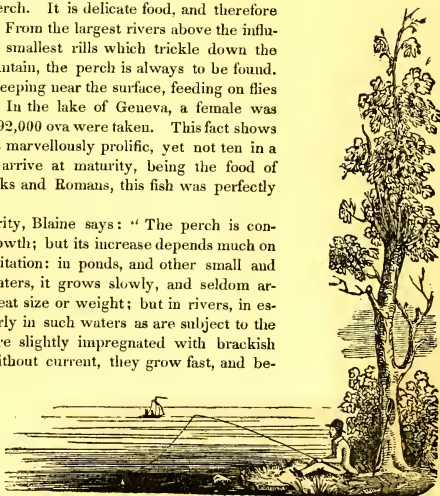 erch. It is delicate food, and therefore
From the largest rivers above the influ-
smallest rills which trickle down the
ntain, the perch is always to be found.
eeping near the surface, feeding on flies
In the lake of Geneva, a female was
92,000 ova were taken. This fact shows
marvellously prolific, yet not ten in a
arrive at maturity, being the food of
ks and Romans, this fish was perfectly
rity, Blaine says: “ The perch is con-
owth; but its increase depends much on
itation: in ponds, and other small and
aters, it grows slowly, and seldom ar-
eat size or weight; but in rivers, in es-
rly in such waters as are subject to the
re slightly impregnated with brackish
ithout current, they grow fast, and be-